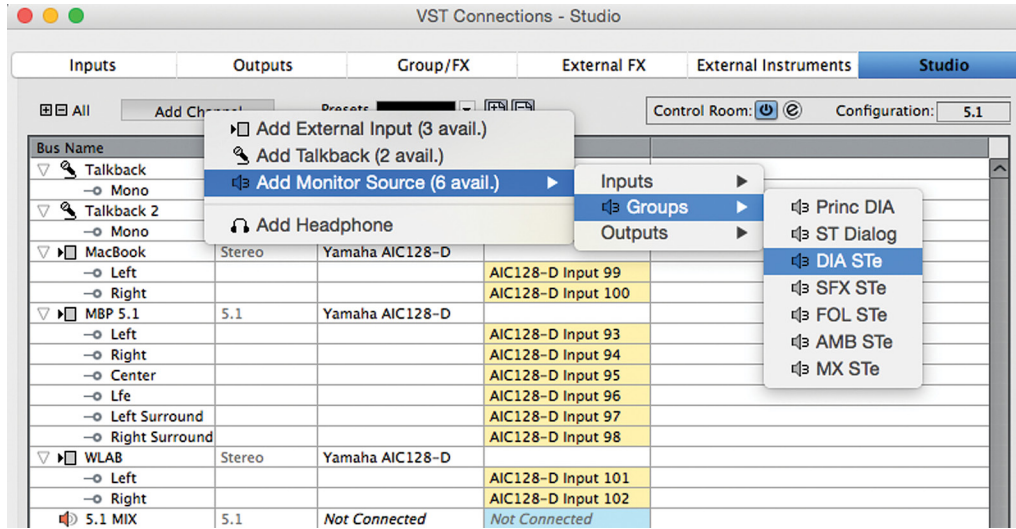 VST Connections - Studio
Inputs Outputs Group/FX External FX External Instruments Studio
All Add Channel Presets Control Room: Configuration: 5.1
Add External Input (3 avail.)
Add Talkback (2 avail.)
Add Monitor Source (6 avail.)
Add Headphone
Inputs
Groups
Outputs
Princ DIA
ST Dialog
DIA STe
SFX STe
FOL STe
AMB STe
MX STe
Bus Name
Talkback
Mono
Talkback 2
Mono
MacBook Stereo Yamaha AIC128-D
Left AIC128-D Input 99
Right AIC128-D Input 100
MBP 5.1 5.1 Yamaha AIC128-D
Left AIC128-D Input 93
Right AIC128-D Input 94
Center AIC128-D Input 95
Lfe AIC128-D Input 96
Left Surround AIC128-D Input 97
Right Surround AIC128-D Input 98
WLAB Stereo Yamaha AIC128-D
Left AIC128-D Input 101
Right AIC128-D Input 102
5.1 MIX 5.1 Not Connected Not Connected